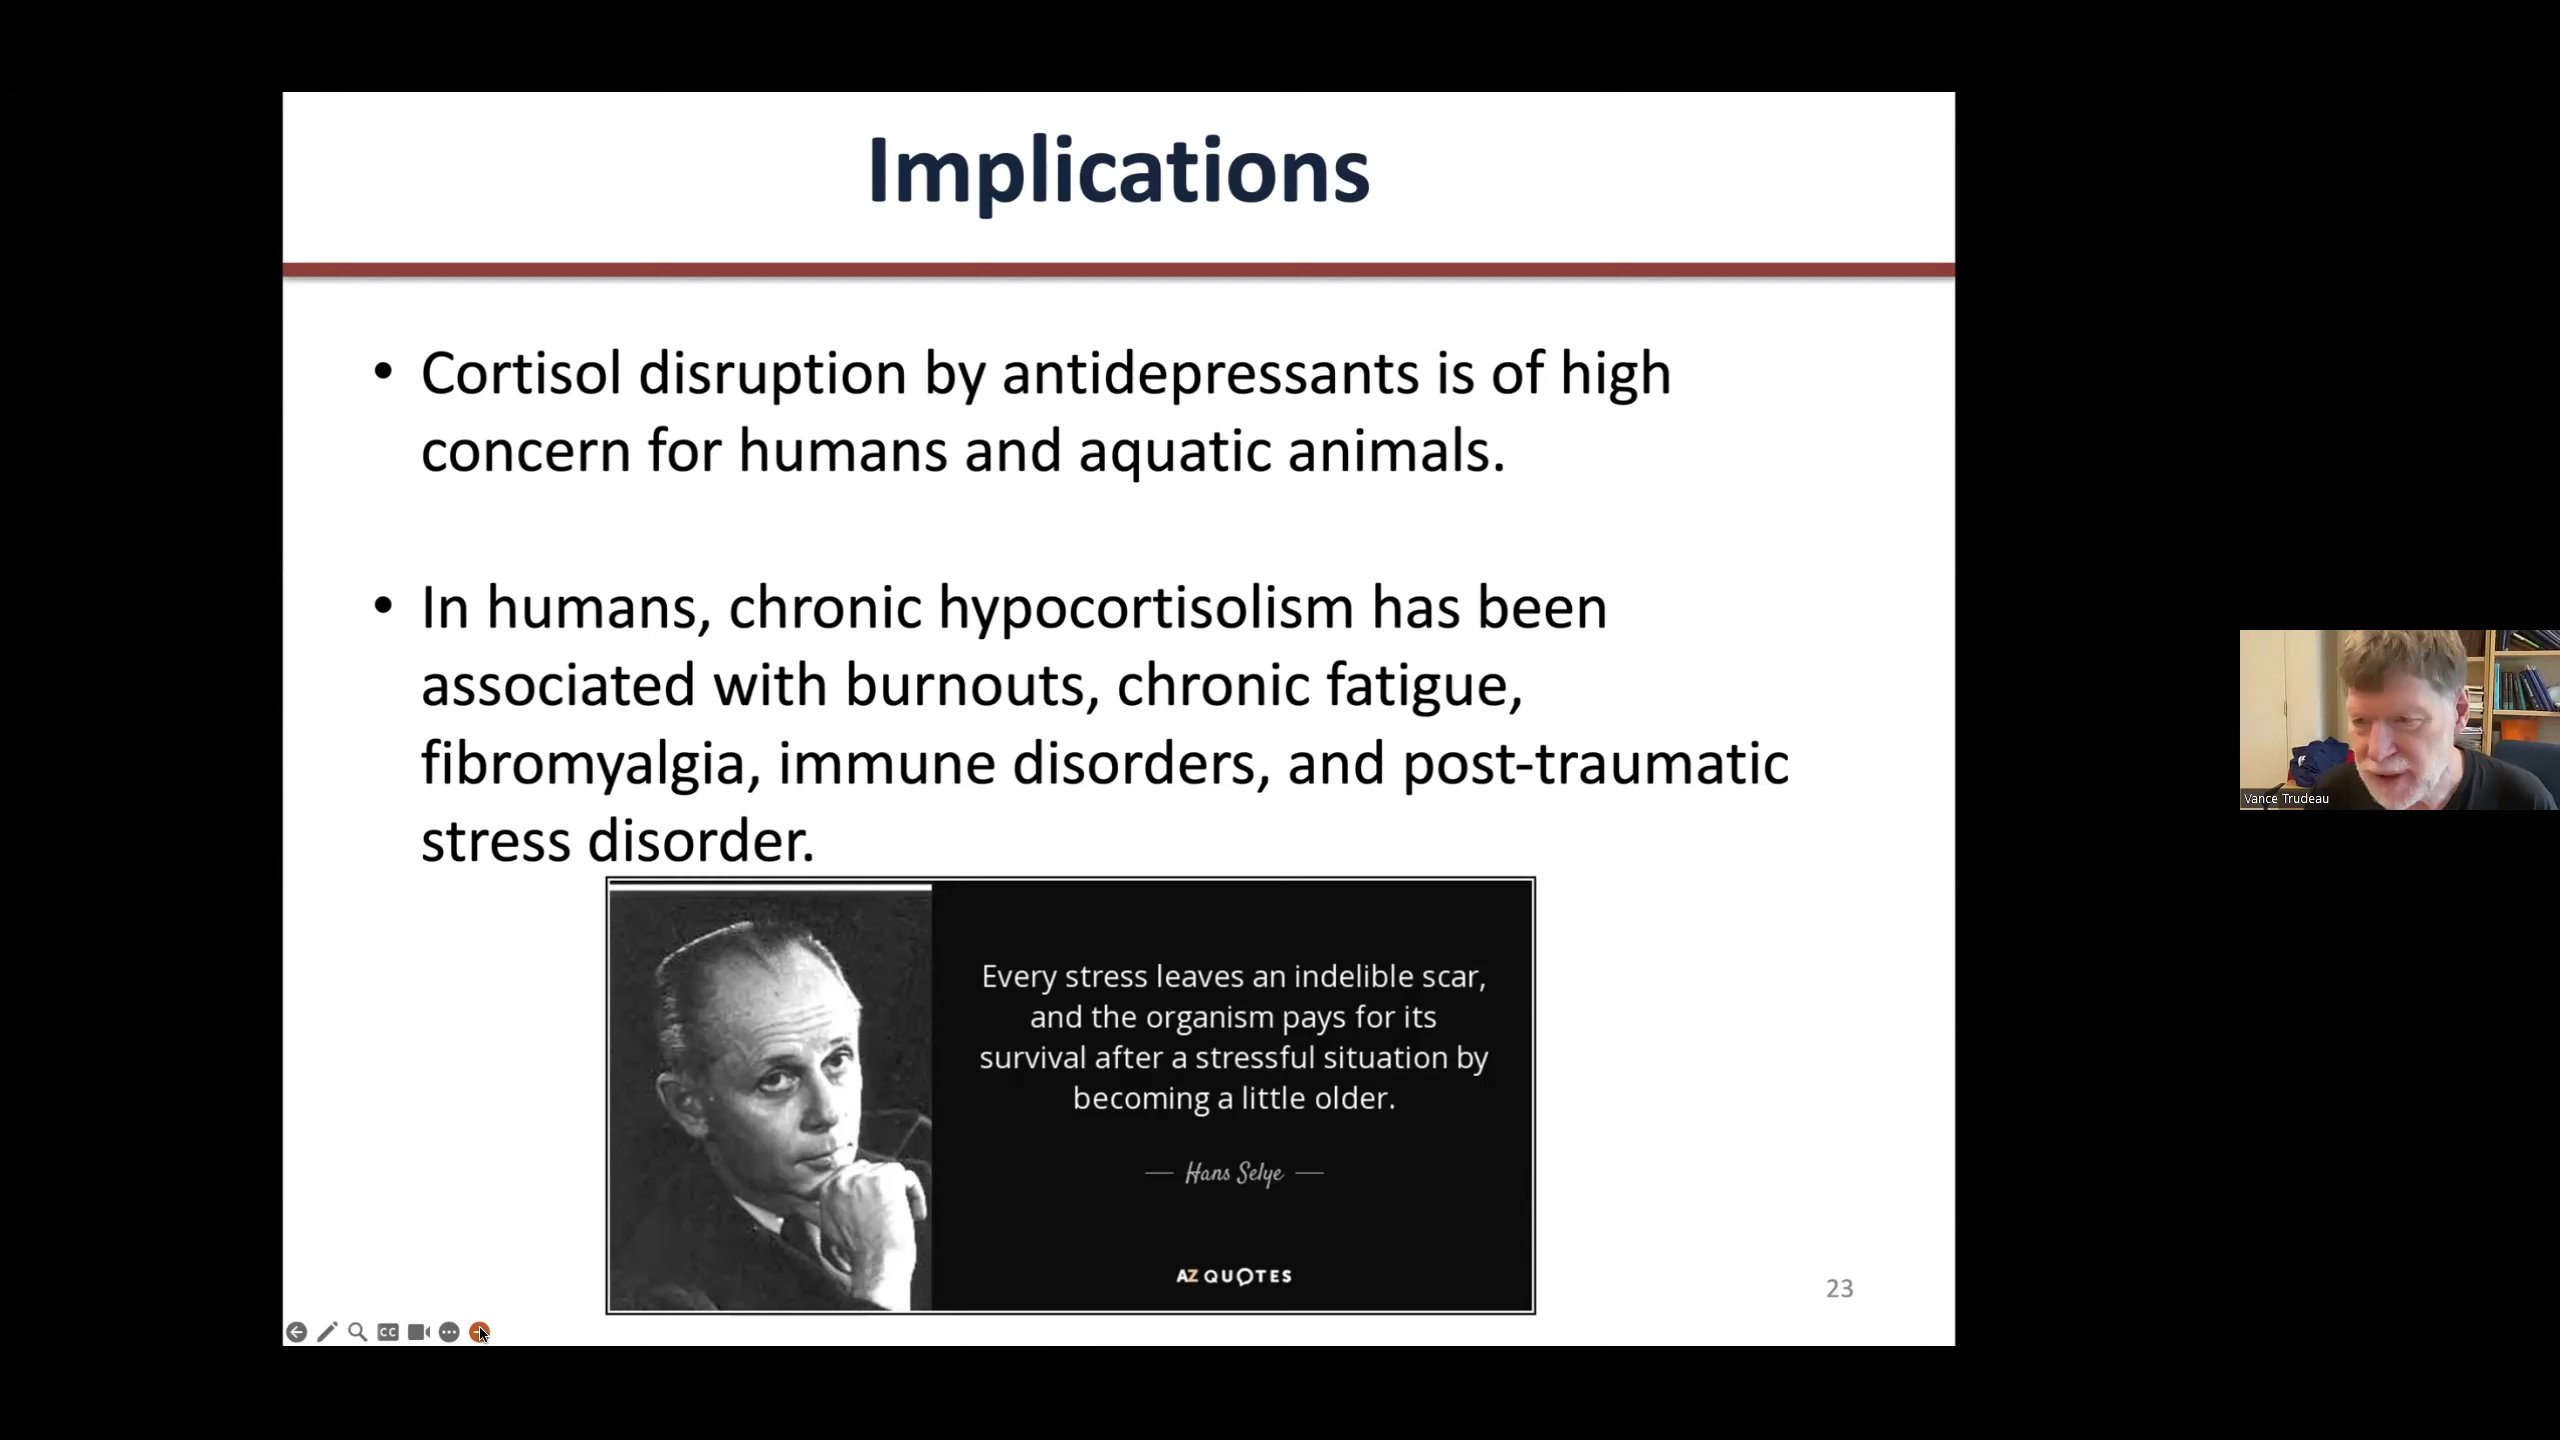 Implications
• Cortisol disruption by antidepressants is of high
concern for humans and aquatic animals.
• In humans, chronic hypocortisolism has been
associated with burnouts, chronic fatigue,
fibromyalgia, immune disorders, and post-traumatic
stress disorder.
Every stress leaves an indelible scar,
and the organism pays for its
survival after a stressful situation by
becoming a little older.
— Hans Selye —
AZ QUOTES
23
CC
Vance Trudeau